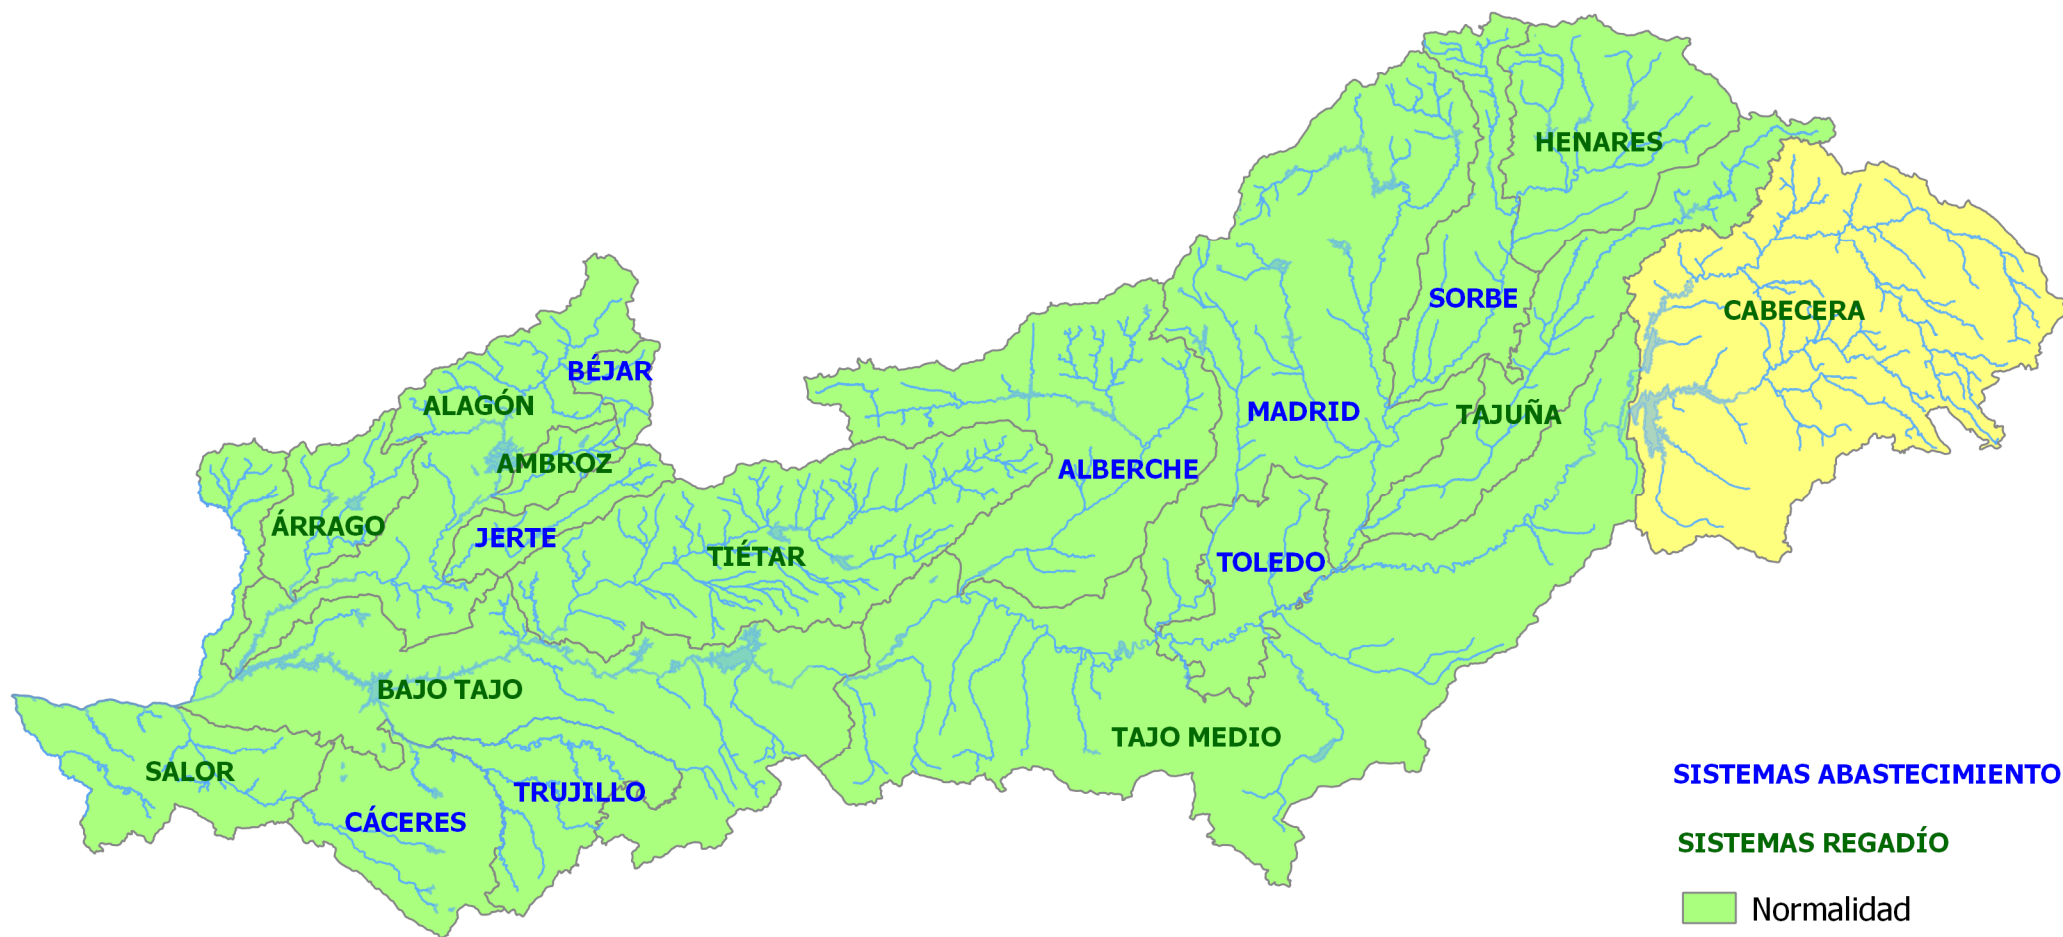 HENARES
SORBE
CABECERA
BÉJAR
ALAGÓN
MADRID
TAJUÑA
AMBROZ
ALBERCHE
ÁRRAGO
JERTE
TIÉTAR
TOLEDO
BAJO TAJO
TAJO MEDIO
SALOR
TRUJILLO
CÁCERES
SISTEMAS ABASTECIMIENTO
SISTEMAS REGADÍO
Normalidad